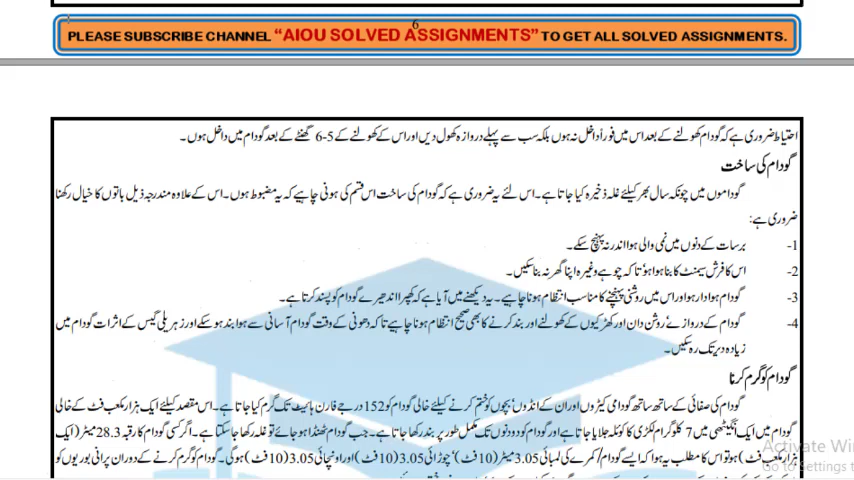 6
PLEASE SUBSCRIBE CHANNEL “AIOU SOLVED ASSIGNMENTS” TO GET ALL SOLVED ASSIGNMENTS.
احتیاط ضروری ہے کہ گودام کھولنے کے بعد اس میں فوراً داخل نہ ہوں بلکہ سب سے پہلے دروازہ کھول دیں اور اس کے کھولنے کے 5-6 گھنٹے کے بعد گودام میں داخل ہوں۔
گودام کی ساخت
گوداموں میں چونکہ سال بھر کیلئے غلہ ذخیرہ کیا جاتا ہے۔ اس لئے یہ ضروری ہے کہ گودام کی ساخت اس قسم کی ہونی چاہیے کہ یہ مضبوط ہوں۔ اس کے علاوہ مندرجہ ذیل باتوں کا خیال رکھنا
ضروری ہے:
1- برسات کے دنوں میں نمی والی ہوا اندر نہ پہنچ سکے۔
2- اس کا فرش سیمنٹ کا بنا ہوا ہو تا کہ چوہے وغیرہ اپنا گھر نہ بنا سکیں۔
3- گودام ہوادار ہو اور اس میں روشنی پہنچنے کا مناسب انتظام ہونا چاہیے۔ یہ دیکھنے میں آیا ہے کہ کھپرا اندھیرے گودام کو پسند کرتا ہے۔
4- گودام کے دروازے، روشن دان اور کھڑکیوں کے کھولنے اور بند کرنے کا بھی صحیح انتظام ہونا چاہیے تاکہ دھونی کے وقت گودام آسانی سے ہوا بند ہو سکے اور زہریلی گیس کے اثرات گودام میں
زیادہ دیر تک رہ سکیں۔
گودام کو گرم کرنا
گودام کی صفائی کے ساتھ ساتھ گودامی کیڑوں اور ان کے انڈوں، بچوں کو ختم کرنے کیلئے خالی گودام کو 152 درجے فارن ہائیٹ تک گرم کیا جاتا ہے۔ اس مقصد کیلئے ایک ہزار مکعب فٹ کے خالی
گودام میں ایک انگیٹھی میں 7 کلوگرام لکڑی کا کوئلہ جلایا جاتا ہے اور گودام کو دو دنوں تک مکمل طور پر بند رکھا جاتا ہے۔ جب گودام ٹھنڈا ہو جائے تو غلہ رکھا جا سکتا ہے۔ اگر کسی گودام کا رقبہ 28.3 میٹر (ایک
ہزار مکعب فٹ) ہو تو اس کا مطلب یہ ہوا کہ ایسے گودام/کمرے کی لمبائی 3.05 میٹر (10 فٹ)، چوڑائی 3.05 (10 فٹ) اور اونچائی 3.05 (10 فٹ) ہوگی۔ گودام کو گرم کرنے کے دوران پرانی بوریوں کو
Activate Win
Go to Settings t